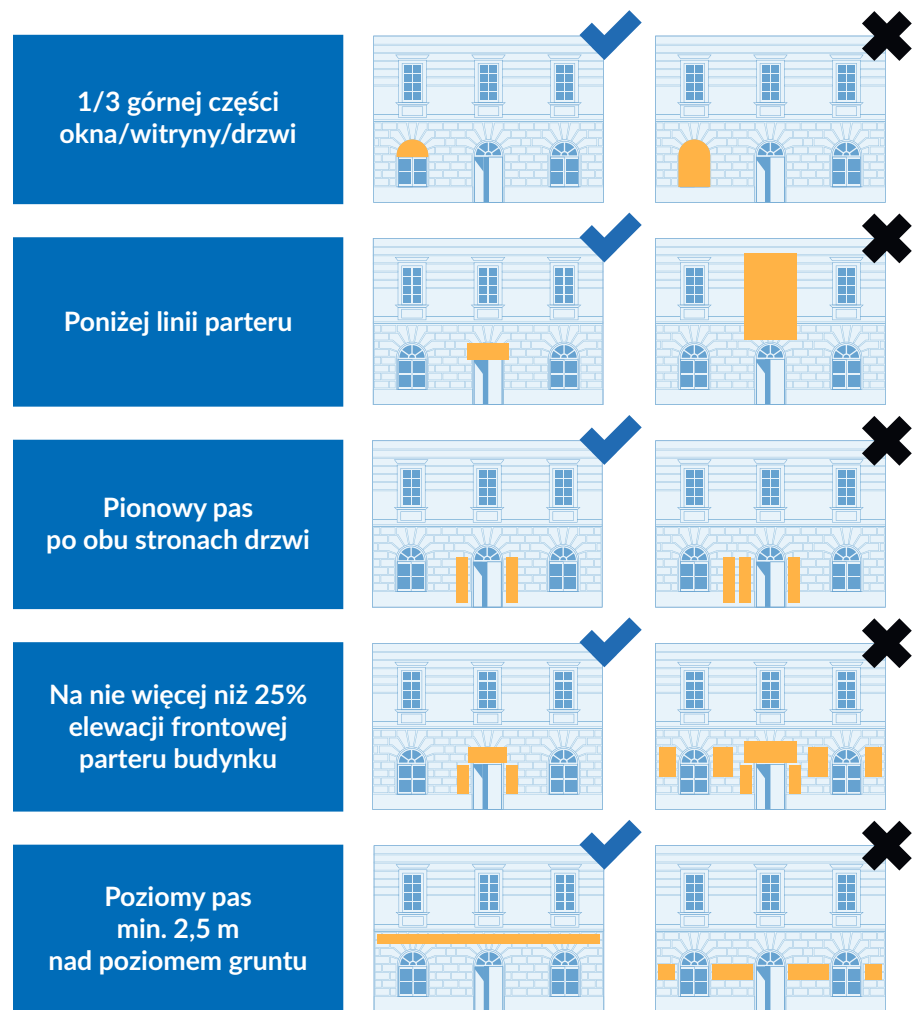 1/3 górnej części
okna/witryny/drzwi
Poniżej linii parteru
Pionowy pas
po obu stronach drzwi
Na nie więcej niż 25%
elewacji frontowej
parteru budynku
Poziomy pas
min. 2,5 m
nad poziomem gruntu